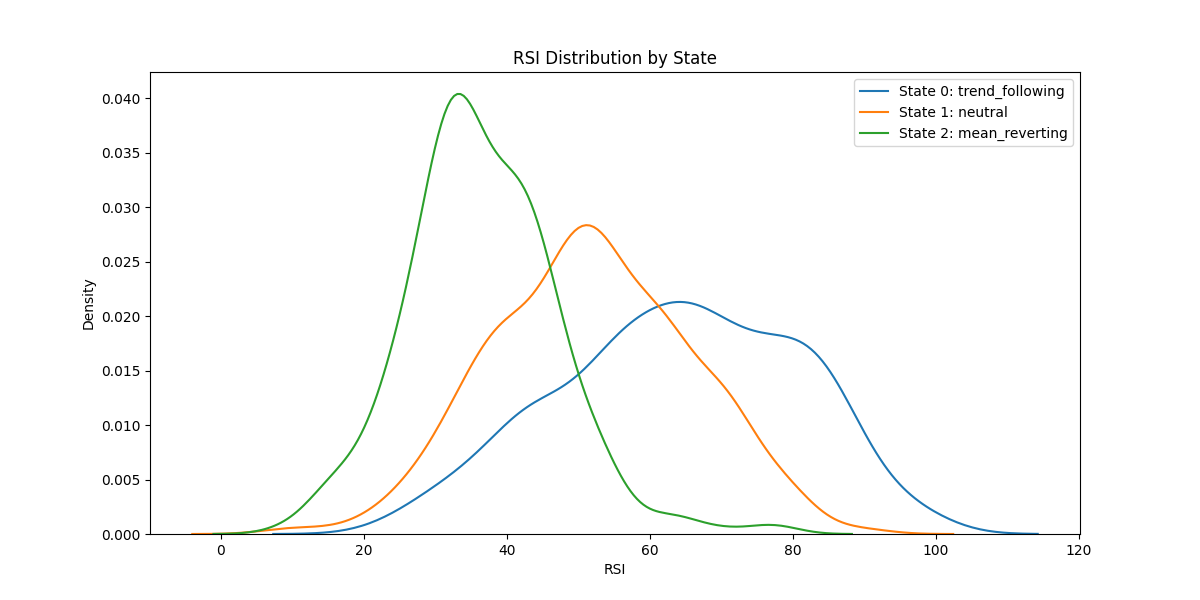 RSI Distribution by State
State 0: trend_following
State 1: neutral
State 2: mean_reverting
Density
0.040
0.035
0.030
0.025
0.020
0.015
0.010
0.005
0.000
0 20 40 60 80 100 120
RSI